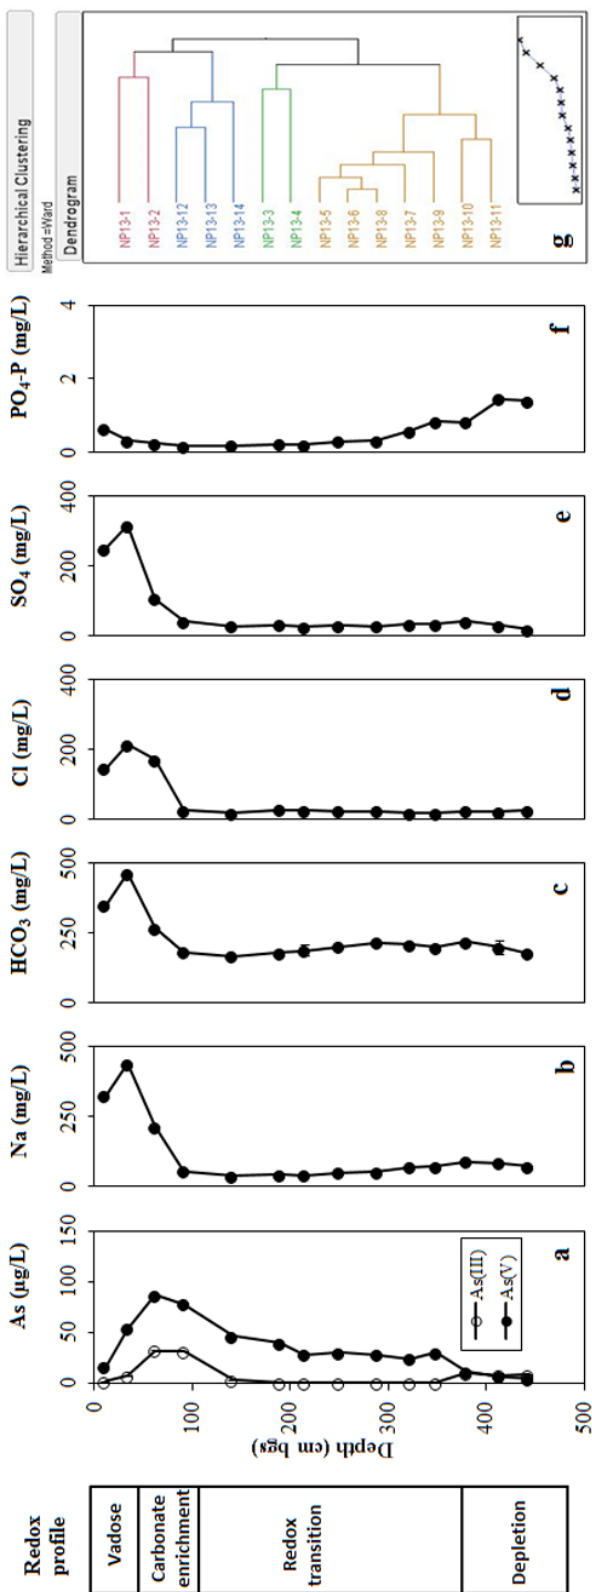 Redox
profile
Vadose
Carbonate
enrichment
Redox
transition
Depletion
As (µg/L)
0 50 100 150
0
100
200
300
400
500
Depth (cm bgs)
As(III)
As(V)
a
Na (mg/L)
0 250 500
b
HCO₃ (mg/L)
0 250 500
c
Cl (mg/L)
0 200 400
d
SO₄ (mg/L)
0 200 400
e
PO₄-P (mg/L)
0 2 4
f
Hierarchical Clustering
Method =Ward
Dendrogram
NP13-1
NP13-2
NP13-12
NP13-13
NP13-14
NP13-3
NP13-4
NP13-5
NP13-6
NP13-8
NP13-7
NP13-9
NP13-10
NP13-11
g